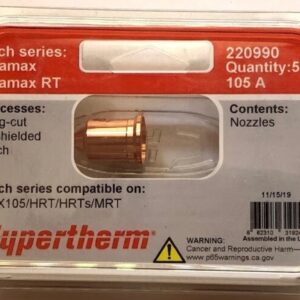 ch series:
amax
amax RT
220990
Quantity:5
105 A
cesses:
g-cut
shielded
ch
Contents:
Nozzles
ch series compatible on:
X105/HRT/HRTs/MRT
11/15/19
ypertherm
WARNING:
Cancer and Reproductive Harm
www.p65warnings.ca.gov
Assembled in the U